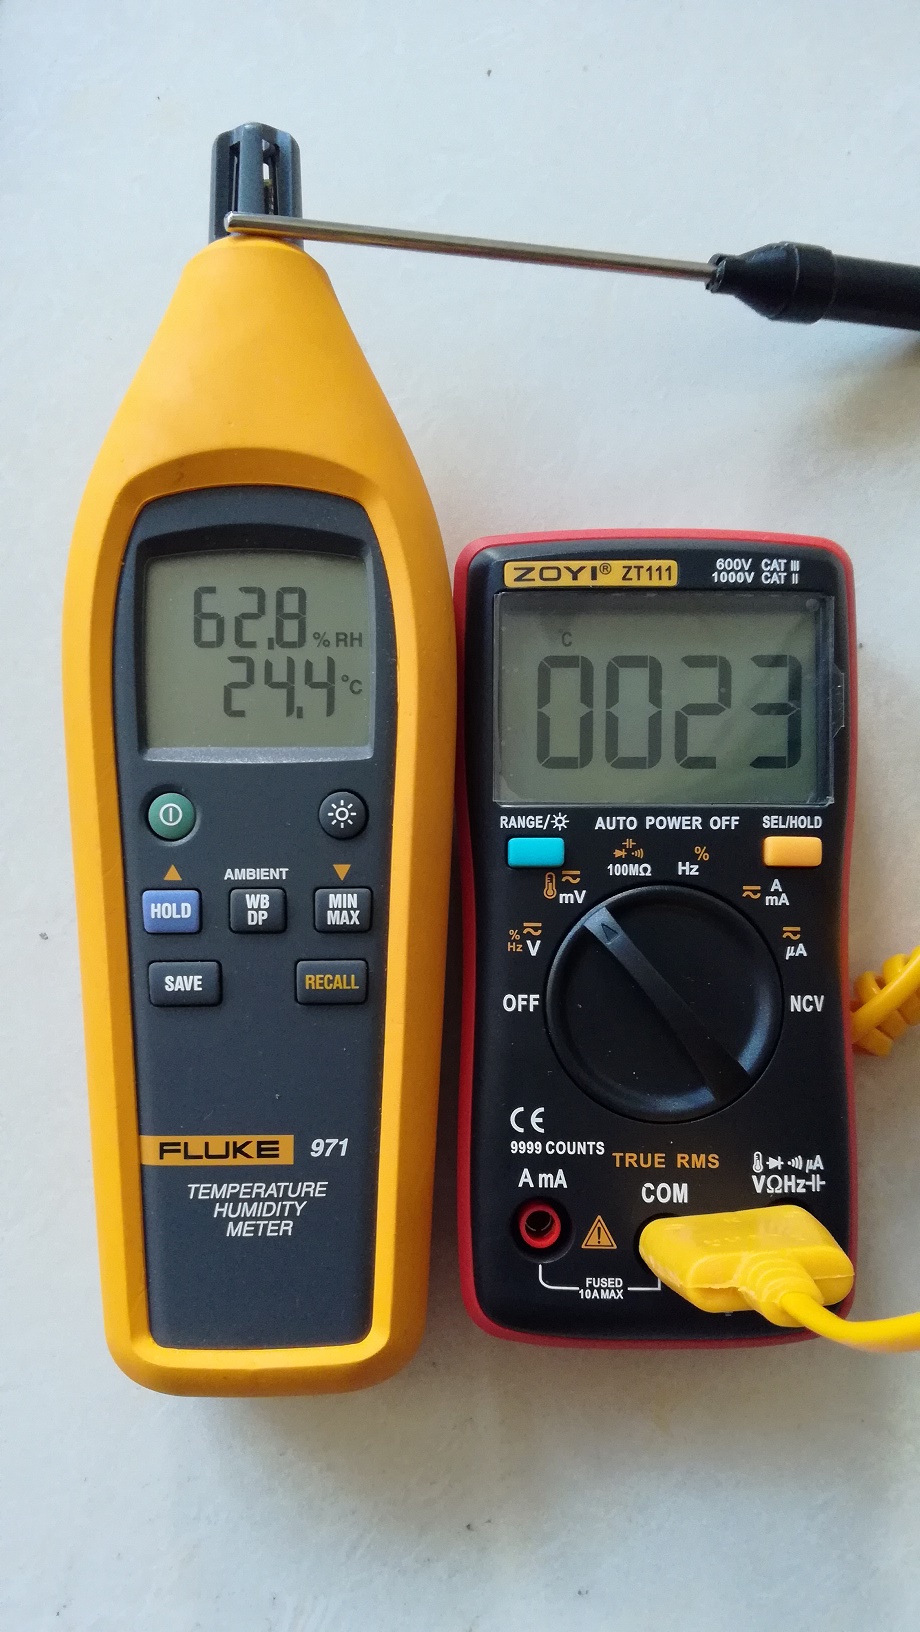 62.8 % RH
24.4 °C
AMBIENT
HOLD
WB
DP
MIN
MAX
SAVE
RECALL
FLUKE 971
TEMPERATURE
HUMIDITY
METER
ZOYI® ZT111
600V CAT III
1000V CAT II
°C
0023
RANGE/☼
AUTO POWER OFF
SEL/HOLD
100MΩ
Hz %
mV
A
mA
%
Hz V
μA
OFF
NCV
CE
9999 COUNTS
TRUE RMS
A mA
COM
μA
VΩHz
FUSED
10A MAX